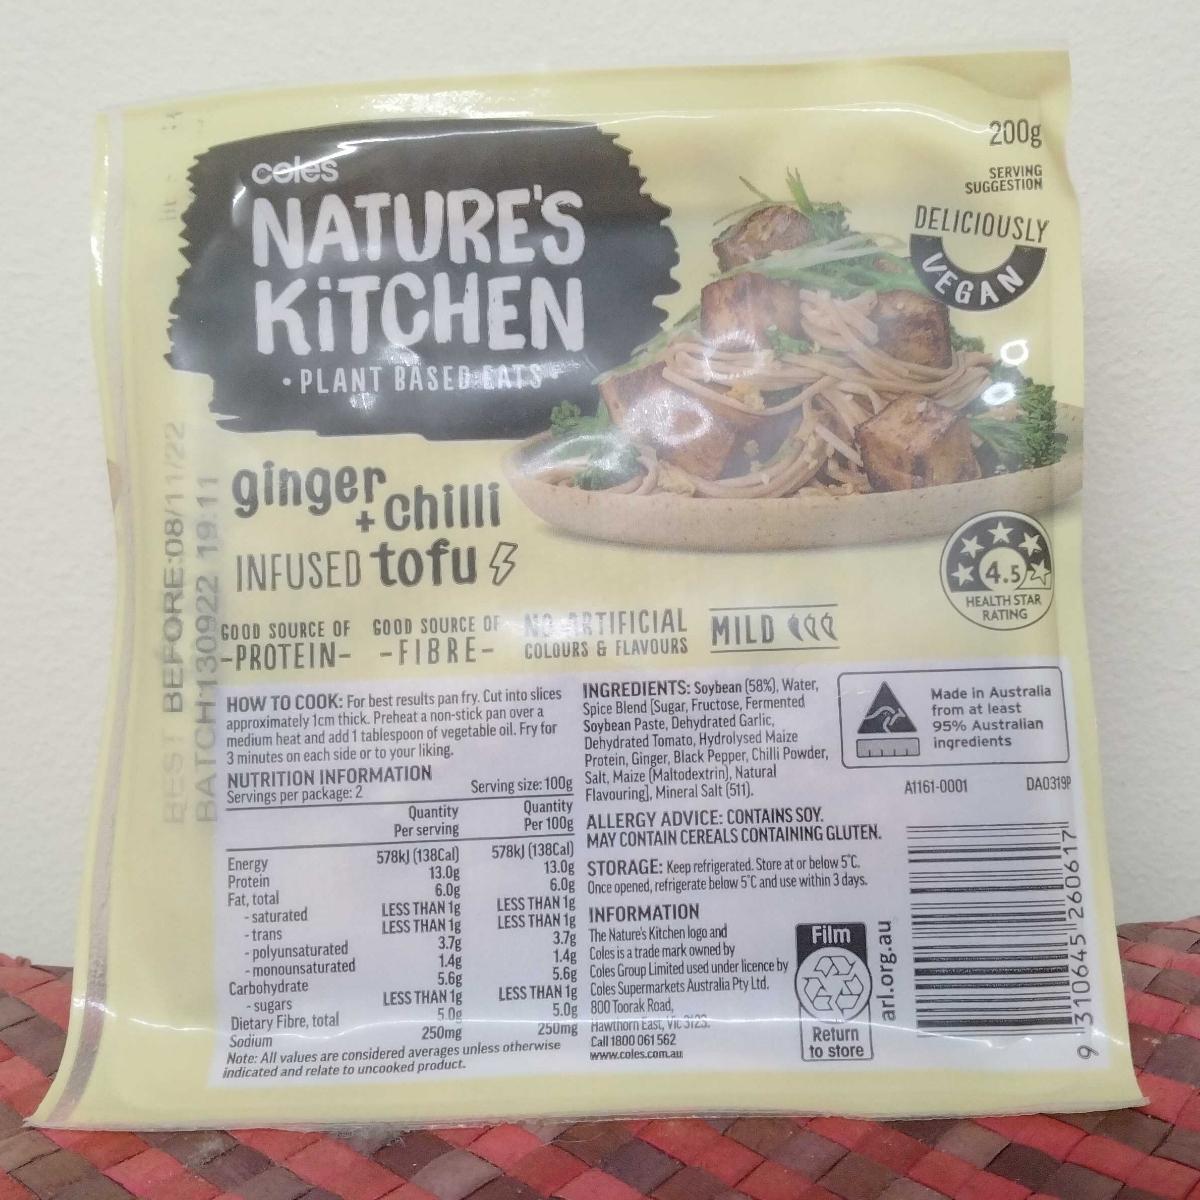 coles
NATURE'S
KiTCHEN
• PLANT BASED EATS •
200g
SERVING
SUGGESTION
DELICIOUSLY
VEGAN
ginger
+ chilli
INFUSED tofu
4.5
HEALTH STAR
RATING
GOOD SOURCE OF
-PROTEIN-
GOOD SOURCE OF
-FIBRE-
NO ARTIFICIAL
COLOURS & FLAVOURS
MILD
BEST BEFORE:08/11/22
BATCH:130922 19:11
HOW TO COOK: For best results pan fry. Cut into slices
approximately 1cm thick. Preheat a non-stick pan over a
medium heat and add 1 tablespoon of vegetable oil. Fry for
3 minutes on each side or to your liking.
NUTRITION INFORMATION
Servings per package: 2 Serving size: 100g
Quantity Quantity
Per serving Per 100g
Energy 578kJ (138Cal) 578kJ (138Cal)
Protein 13.0g 13.0g
Fat, total 6.0g 6.0g
- saturated LESS THAN 1g LESS THAN 1g
- trans LESS THAN 1g LESS THAN 1g
- polyunsaturated 3.7g 3.7g
- monounsaturated 1.4g 1.4g
Carbohydrate 5.6g 5.6g
- sugars LESS THAN 1g LESS THAN 1g
Dietary Fibre, total 5.0g 5.0g
Sodium 250mg 250mg
Note: All values are considered averages unless otherwise
indicated and relate to uncooked product.
INGREDIENTS: Soybean (58%), Water,
Spice Blend [Sugar, Fructose, Fermented
Soybean Paste, Dehydrated Garlic,
Dehydrated Tomato, Hydrolysed Maize
Protein, Ginger, Black Pepper, Chilli Powder,
Salt, Maize (Maltodextrin), Natural
Flavouring], Mineral Salt (511).
ALLERGY ADVICE: CONTAINS SOY.
MAY CONTAIN CEREALS CONTAINING GLUTEN.
STORAGE: Keep refrigerated. Store at or below 5°C.
Once opened, refrigerate below 5°C and use within 3 days.
INFORMATION
The Nature's Kitchen logo and
Coles is a trade mark owned by
Coles Group Limited used under licence by
Coles Supermarkets Australia Pty Ltd.
800 Toorak Road,
Hawthorn East, Vic 3123.
Call 1800 061 562
www.coles.com.au
Made in Australia
from at least
95% Australian
ingredients
A1161-0001 DA0319P
Film
Return
to store
arl.org.au
9 310645 260617